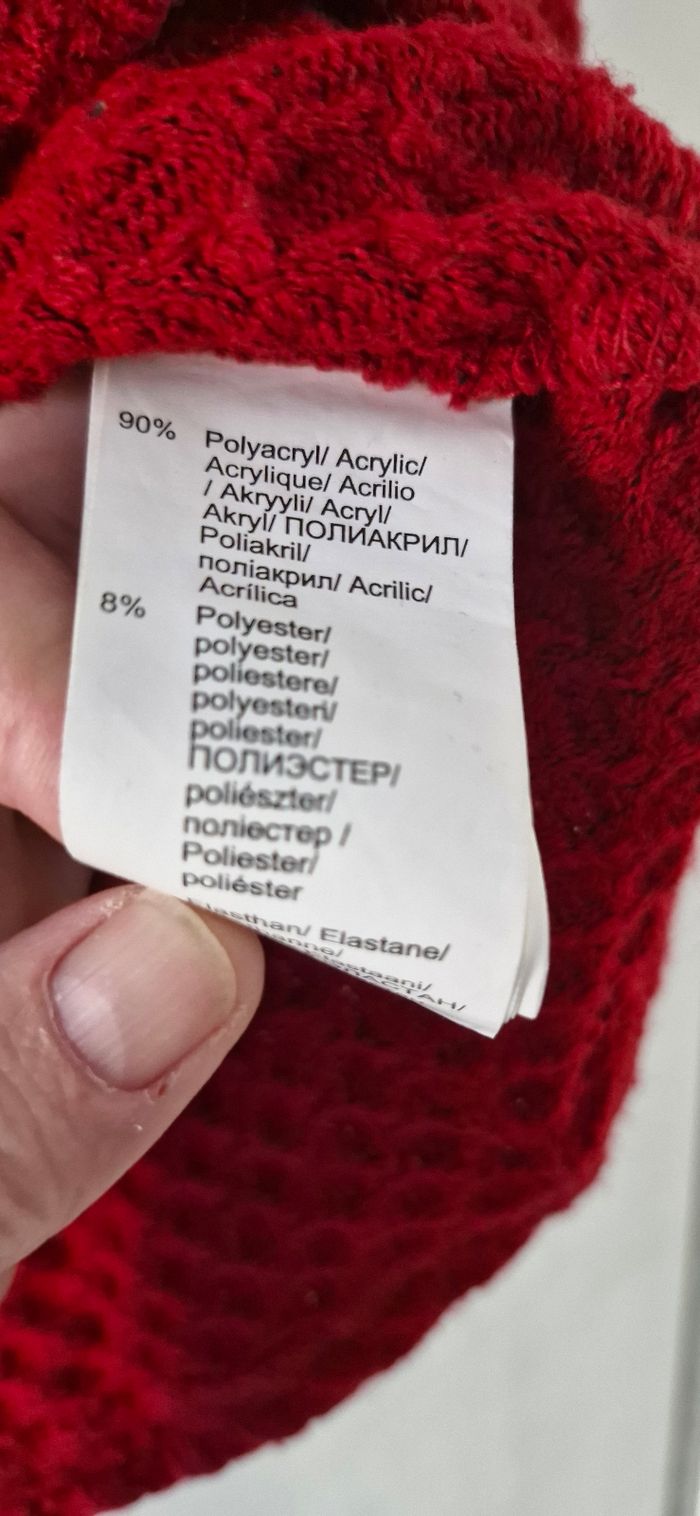 90% Polyacryl/ Acrylic/
Acrylique/ Acrilio
/ Akryyli/ Acryl/
Akryl/ ПОЛИАКРИЛ/
Poliakril/
поліакрил/ Acrilic/
Acrílica
8% Polyester/
polyester/
poliestere/
polyesteri/
poliester/
ПОЛИЭСТЕР/
poliészter/
поліестер /
Poliester/
poliéster
Elasthan/ Elastane/